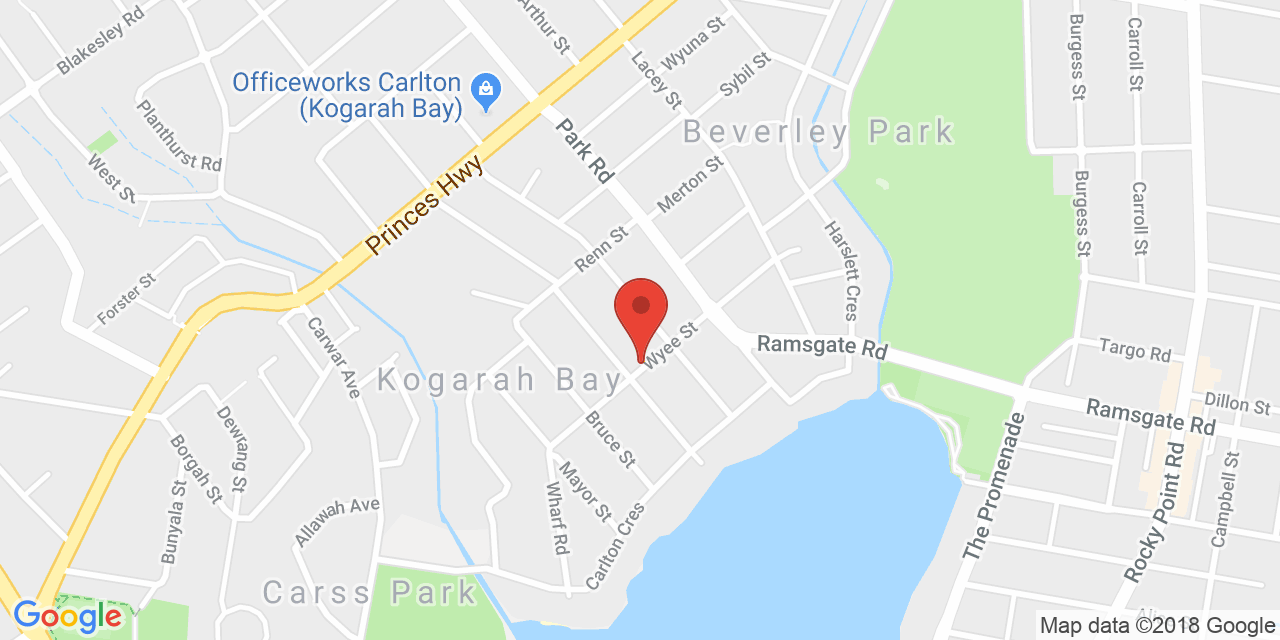 Blakesley Rd
Arthur St
Wyuna St
Lacey St
Sybil St
Officeworks Carlton
(Kogarah Bay)
Planthurst Rd
West St
Park Rd
Beverley Park
Burgess St
Carroll St
Merton St
Princes Hwy
Renn St
Harslett Cres
Burgess St
Carroll St
Forster St
Carwar Ave
Wyee St
Ramsgate Rd
Targo Rd
Kogarah Bay
Dewrang St
Borgah St
Bruce St
Ramsgate Rd
Dillon St
Mayor St
Wharf Rd
Bunyala St
Allawah Ave
Carlton Cres
The Promenade
Rocky Point Rd
Campbell St
Carss Park
Google
Map data ©2018 Google